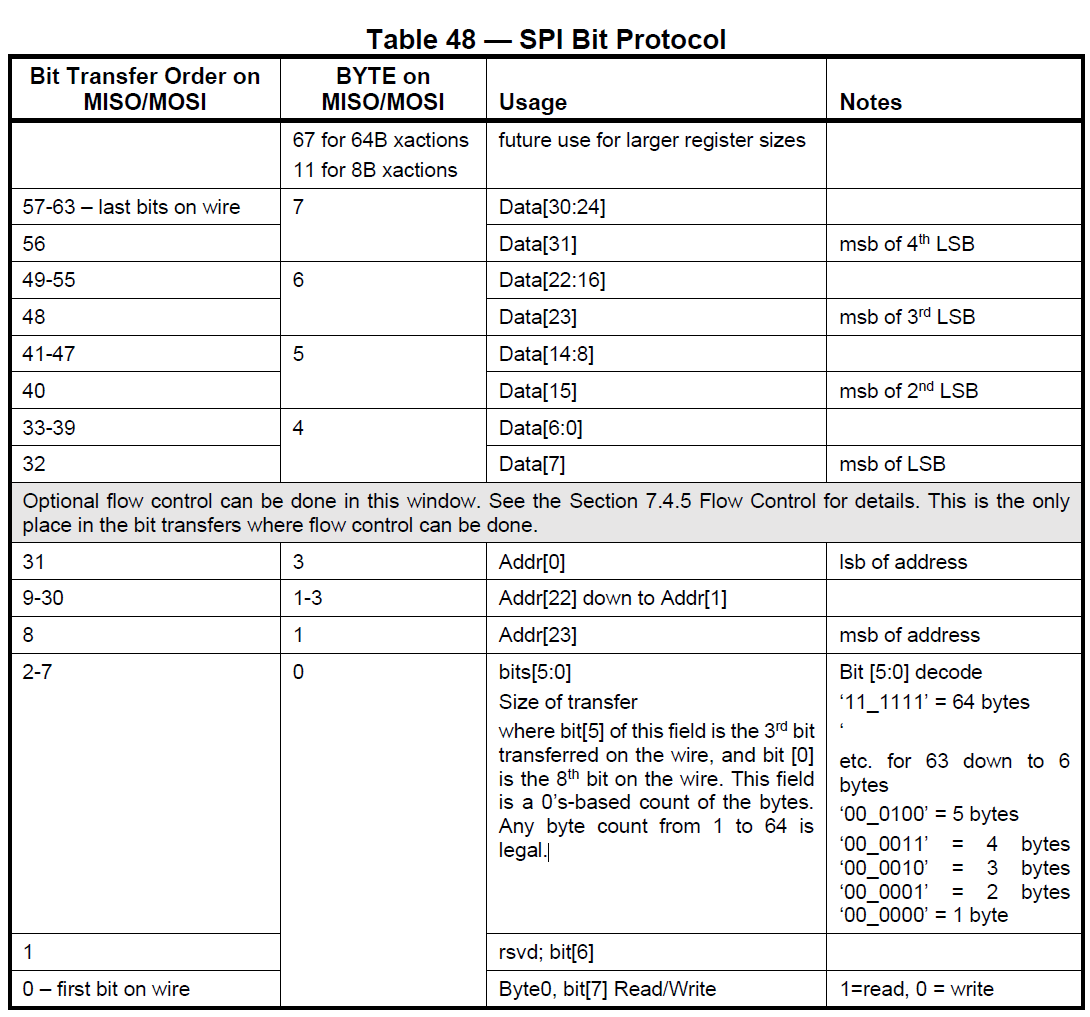 Table 48 — SPI Bit Protocol
Bit Transfer Order on MISO/MOSI | BYTE on MISO/MOSI | Usage | Notes
67 for 64B xactions | future use for larger register sizes
11 for 8B xactions
57-63 – last bits on wire | 7 | Data[30:24]
56 | Data[31] | msb of 4th LSB
49-55 | 6 | Data[22:16]
48 | Data[23] | msb of 3rd LSB
41-47 | 5 | Data[14:8]
40 | Data[15] | msb of 2nd LSB
33-39 | 4 | Data[6:0]
32 | Data[7] | msb of LSB
Optional flow control can be done in this window. See the Section 7.4.5 Flow Control for details. This is the only
place in the bit transfers where flow control can be done.
31 | 3 | Addr[0] | lsb of address
9-30 | 1-3 | Addr[22] down to Addr[1]
8 | 1 | Addr[23] | msb of address
2-7 | 0 | bits[5:0]
Size of transfer
where bit[5] of this field is the 3rd bit
transferred on the wire, and bit [0]
is the 8th bit on the wire. This field
is a 0's-based count of the bytes.
Any byte count from 1 to 64 is
legal.
Bit [5:0] decode
‘11_1111’ = 64 bytes
‘
etc. for 63 down to 6
bytes
‘00_0100’ = 5 bytes
‘00_0011’ = 4 bytes
‘00_0010’ = 3 bytes
‘00_0001’ = 2 bytes
‘00_0000’ = 1 byte
1 | rsvd; bit[6]
0 – first bit on wire | Byte0, bit[7] Read/Write | 1=read, 0 = write